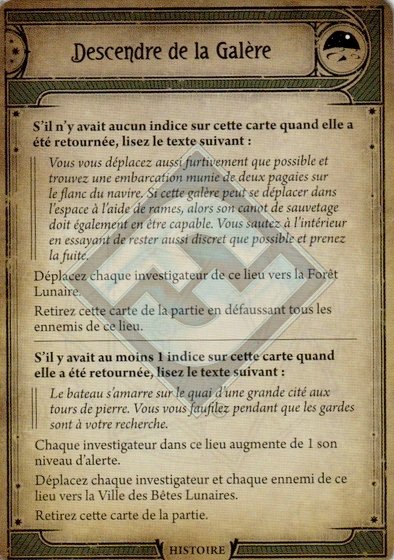 Descendre de la Galère
S'il n'y avait aucun indice sur cette carte quand elle a
été retournée, lisez le texte suivant :
Vous vous déplacez aussi furtivement que possible et
trouvez une embarcation munie de deux pagaies sur
le flanc du navire. Si cette galère peut se déplacer dans
l'espace à l'aide de rames, alors son canot de sauvetage
doit également en être capable. Vous sautez à l'intérieur
en essayant de rester aussi discret que possible et prenez
la fuite.
Déplacez chaque investigateur de ce lieu vers la Forêt
Lunaire.
Retirez cette carte de la partie en défaussant tous les
ennemis de ce lieu.
S'il y avait au moins 1 indice sur cette carte quand
elle a été retournée, lisez le texte suivant :
Le bateau s'amarre sur le quai d'une grande cité aux
tours de pierre. Vous vous faufilez pendant que les gardes
sont à votre recherche.
Chaque investigateur dans ce lieu augmente de 1 son
niveau d'alerte.
Déplacez chaque investigateur et chaque ennemi de ce
lieu vers la Ville des Bêtes Lunaires.
Retirez cette carte de la partie.
HISTOIRE